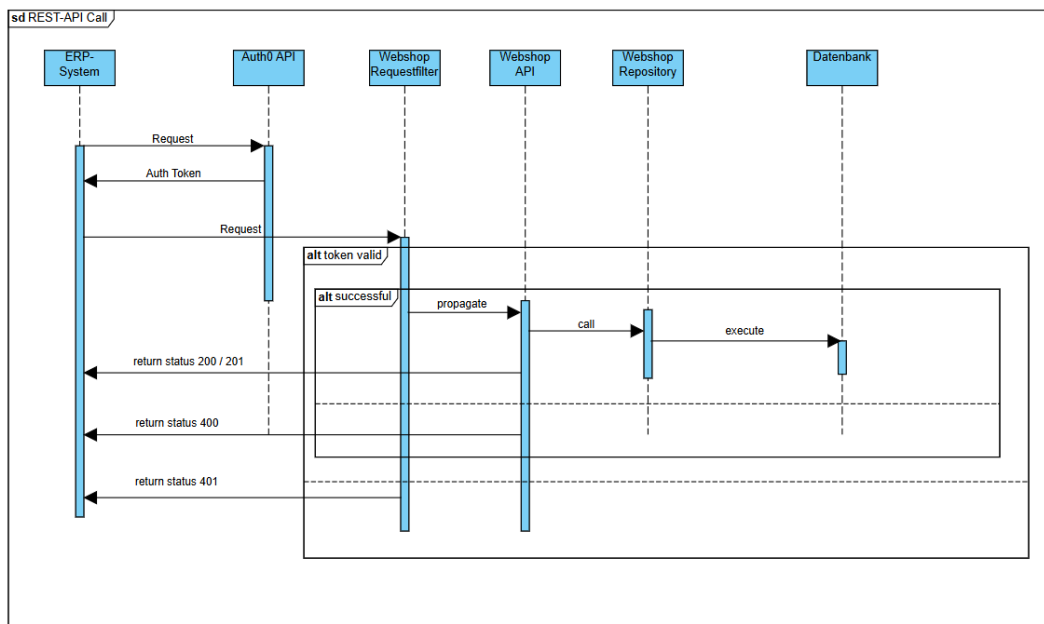 sd REST-API Call
ERP-
System
Auth0 API
Webshop
Requestfilter
Webshop
API
Webshop
Repository
Datenbank
Request
Auth Token
Request
alt token valid
alt successful
propagate
call
execute
return status 200 / 201
return status 400
return status 401